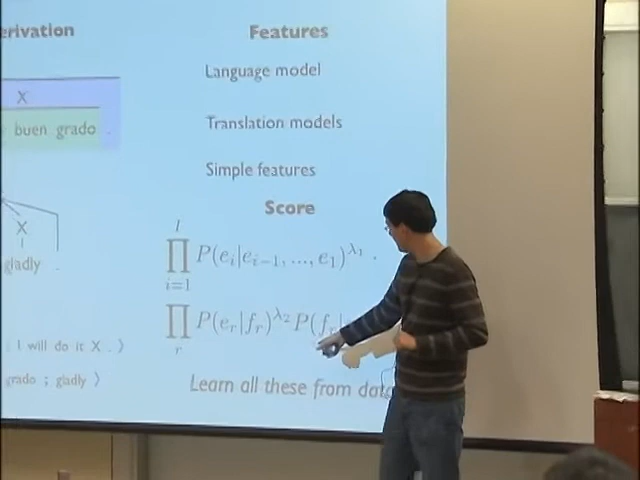 erivation
X
buen grado .
X
gladly .
I will do it X . ⟩
grado ; gladly ⟩
Features
Language model
Translation models
Simple features
Score
I
∏ P(e_i|e_{i−1}, ..., e_1)^{λ_1} ·
i=1
∏ P(e_r|f_r)^{λ_2} P(f_r|
r
Learn all these from data